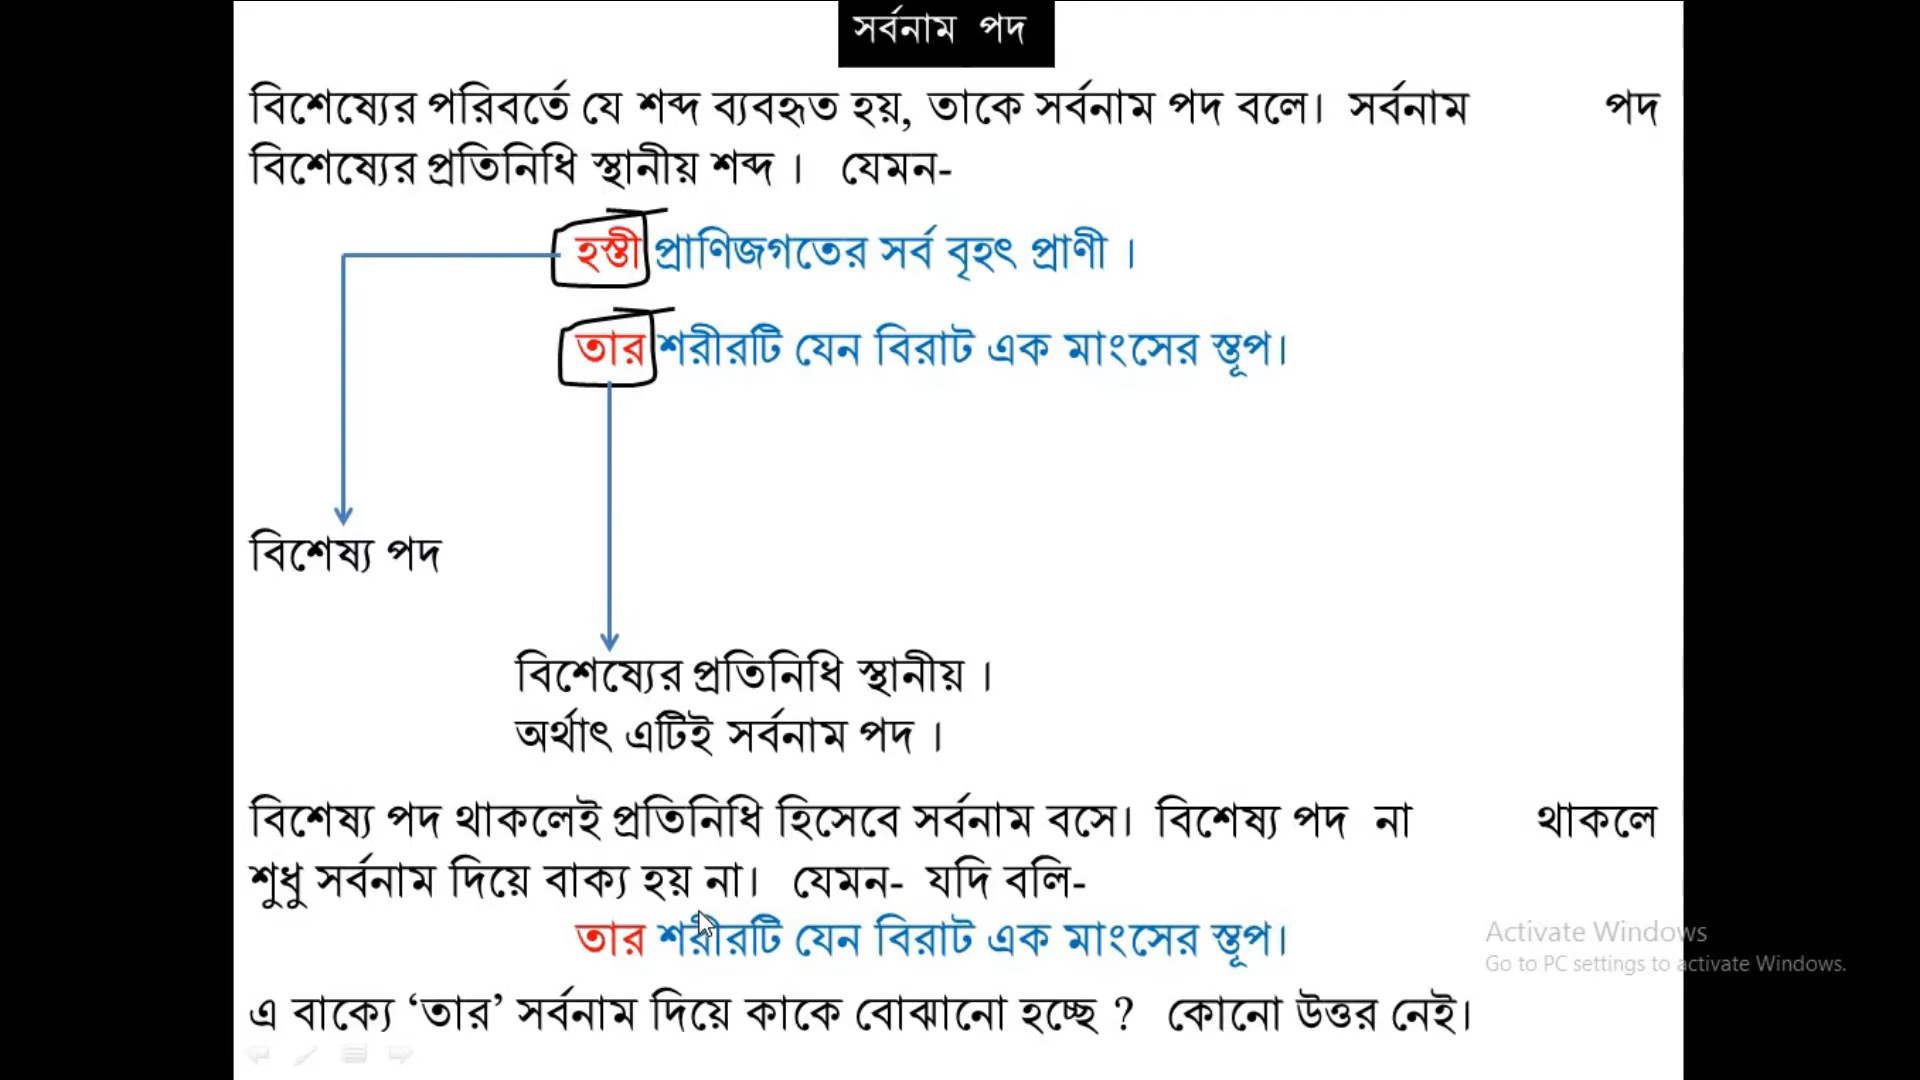 সর্বনাম পদ
বিশেষ্যের পরিবর্তে যে শব্দ ব্যবহৃত হয়, তাকে সর্বনাম পদ বলে। সর্বনাম পদ
বিশেষ্যের প্রতিনিধি স্থানীয় শব্দ । যেমন-
হস্তী প্রাণিজগতের সর্ব বৃহৎ প্রাণী ।
তার শরীরটি যেন বিরাট এক মাংসের স্তূপ।
বিশেষ্য পদ
বিশেষ্যের প্রতিনিধি স্থানীয় ।
অর্থাৎ এটিই সর্বনাম পদ ।
বিশেষ্য পদ থাকলেই প্রতিনিধি হিসেবে সর্বনাম বসে। বিশেষ্য পদ না থাকলে
শুধু সর্বনাম দিয়ে বাক্য হয় না। যেমন- যদি বলি-
তার শরীরটি যেন বিরাট এক মাংসের স্তূপ।
Activate Windows
Go to PC settings to activate Windows.
এ বাক্যে ‘তার’ সর্বনাম দিয়ে কাকে বোঝানো হচ্ছে ? কোনো উত্তর নেই।